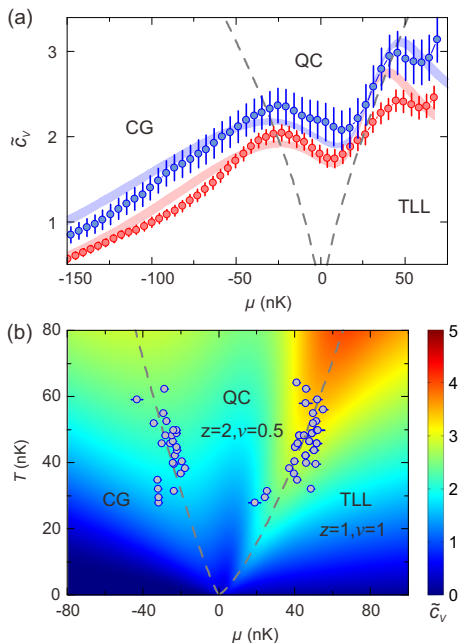 (a)
QC
CG
TLL
c̃ᵥ
4
3
2
1
-150 -100 -50 0 50
μ (nK)
(b)
QC
z=2,ν=0.5
CG
TLL
z=1,ν=1
T (nK)
80
60
40
20
0
-80 -40 0 40 80
μ (nK)
5
4
3
2
1
0
c̃ᵥ